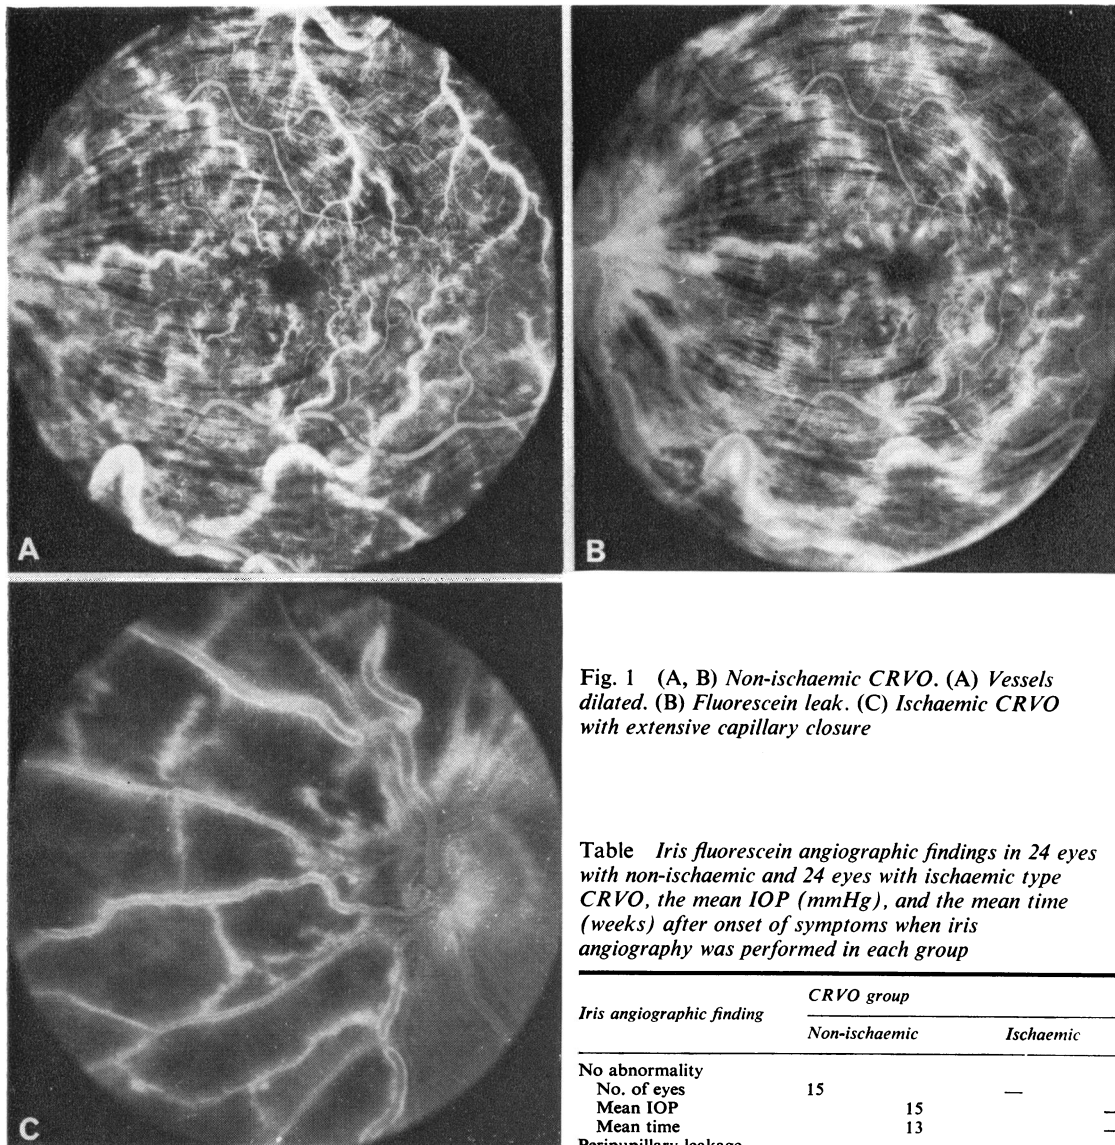 A
B
C
Fig. 1 (A, B) Non-ischaemic CRVO. (A) Vessels
dilated. (B) Fluorescein leak. (C) Ischaemic CRVO
with extensive capillary closure
Table Iris fluorescein angiographic findings in 24 eyes
with non-ischaemic and 24 eyes with ischaemic type
CRVO, the mean IOP (mmHg), and the mean time
(weeks) after onset of symptoms when iris
angiography was performed in each group
CRVO group
Iris angiographic finding
Non-ischaemic Ischaemic
No abnormality
No. of eyes 15 —
Mean IOP 15 —
Mean time 13 —
Peripupillary leakage